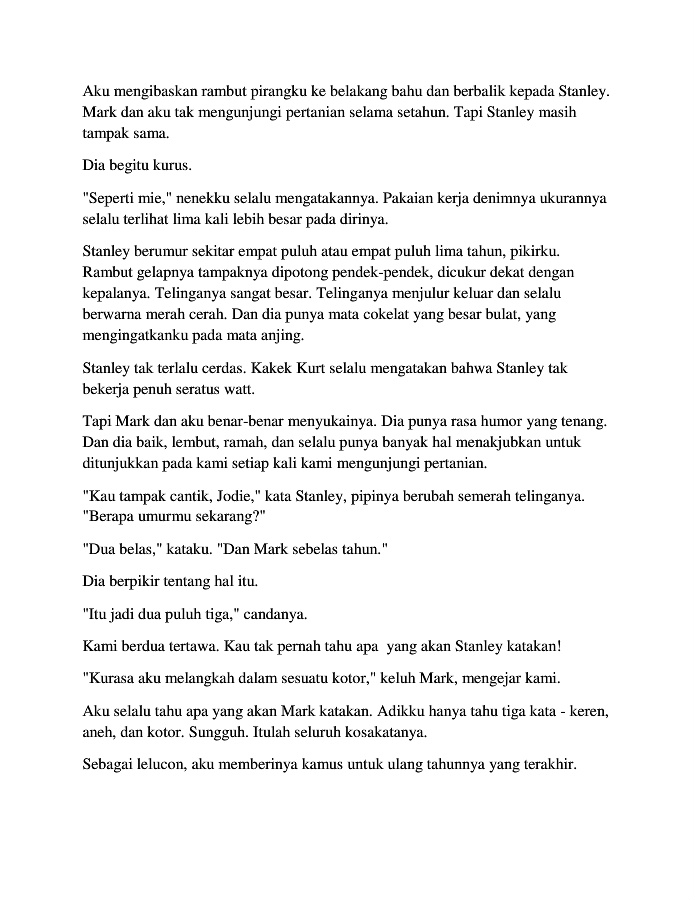 Aku mengibaskan rambut pirangku ke belakang bahu dan berbalik kepada Stanley.
Mark dan aku tak mengunjungi pertanian selama setahun. Tapi Stanley masih
tampak sama.
Dia begitu kurus.
"Seperti mie," nenekku selalu mengatakannya. Pakaian kerja denimnya ukurannya
selalu terlihat lima kali lebih besar pada dirinya.
Stanley berumur sekitar empat puluh atau empat puluh lima tahun, pikirku.
Rambut gelapnya tampaknya dipotong pendek-pendek, dicukur dekat dengan
kepalanya. Telinganya sangat besar. Telinganya menjulur keluar dan selalu
berwarna merah cerah. Dan dia punya mata cokelat yang besar bulat, yang
mengingatkanku pada mata anjing.
Stanley tak terlalu cerdas. Kakek Kurt selalu mengatakan bahwa Stanley tak
bekerja penuh seratus watt.
Tapi Mark dan aku benar-benar menyukainya. Dia punya rasa humor yang tenang.
Dan dia baik, lembut, ramah, dan selalu punya banyak hal menakjubkan untuk
ditunjukkan pada kami setiap kali kami mengunjungi pertanian.
"Kau tampak cantik, Jodie," kata Stanley, pipinya berubah semerah telinganya.
"Berapa umurmu sekarang?"
"Dua belas," kataku. "Dan Mark sebelas tahun."
Dia berpikir tentang hal itu.
"Itu jadi dua puluh tiga," candanya.
Kami berdua tertawa. Kau tak pernah tahu apa  yang akan Stanley katakan!
"Kurasa aku melangkah dalam sesuatu kotor," keluh Mark, mengejar kami.
Aku selalu tahu apa yang akan Mark katakan. Adikku hanya tahu tiga kata - keren,
aneh, dan kotor. Sungguh. Itulah seluruh kosakatanya.
Sebagai lelucon, aku memberinya kamus untuk ulang tahunnya yang terakhir.